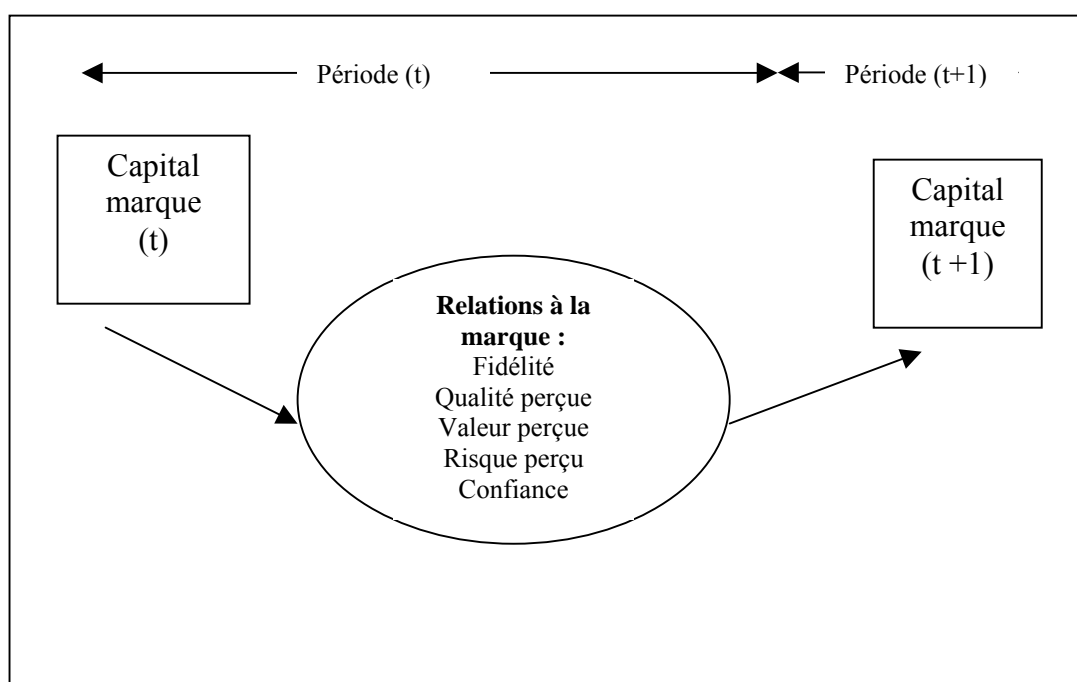 Période (t)
Période (t+1)
Capital
marque
(t)
Capital
marque
(t +1)
Relations à la
marque :
Fidélité
Qualité perçue
Valeur perçue
Risque perçu
Confiance